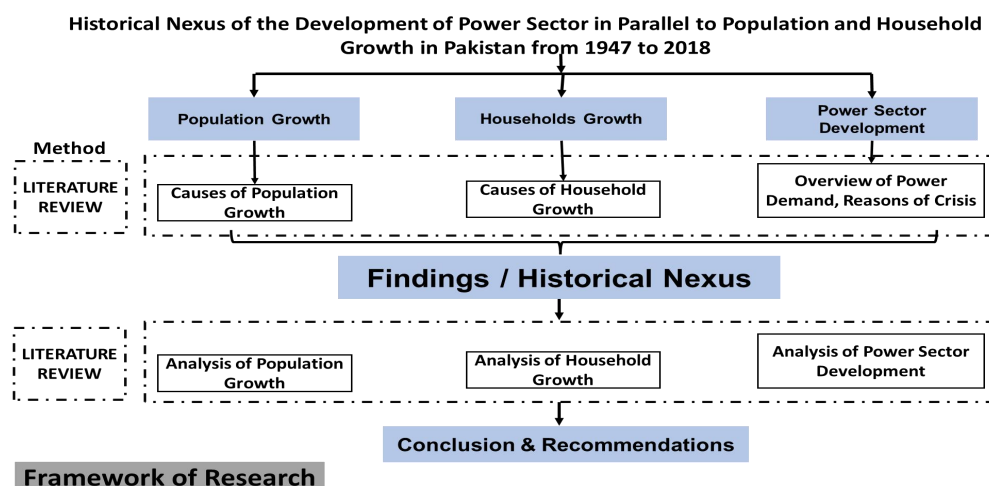 Historical Nexus of the Development of Power Sector in Parallel to Population and Household
Growth in Pakistan from 1947 to 2018
Population Growth
Households Growth
Power Sector
Development
Method
LITERATURE
REVIEW
Causes of Population
Growth
Causes of Household
Growth
Overview of Power
Demand, Reasons of Crisis
Findings / Historical Nexus
LITERATURE
REVIEW
Analysis of Population
Growth
Analysis of Household
Growth
Analysis of Power Sector
Development
Conclusion & Recommendations
Framework of Research